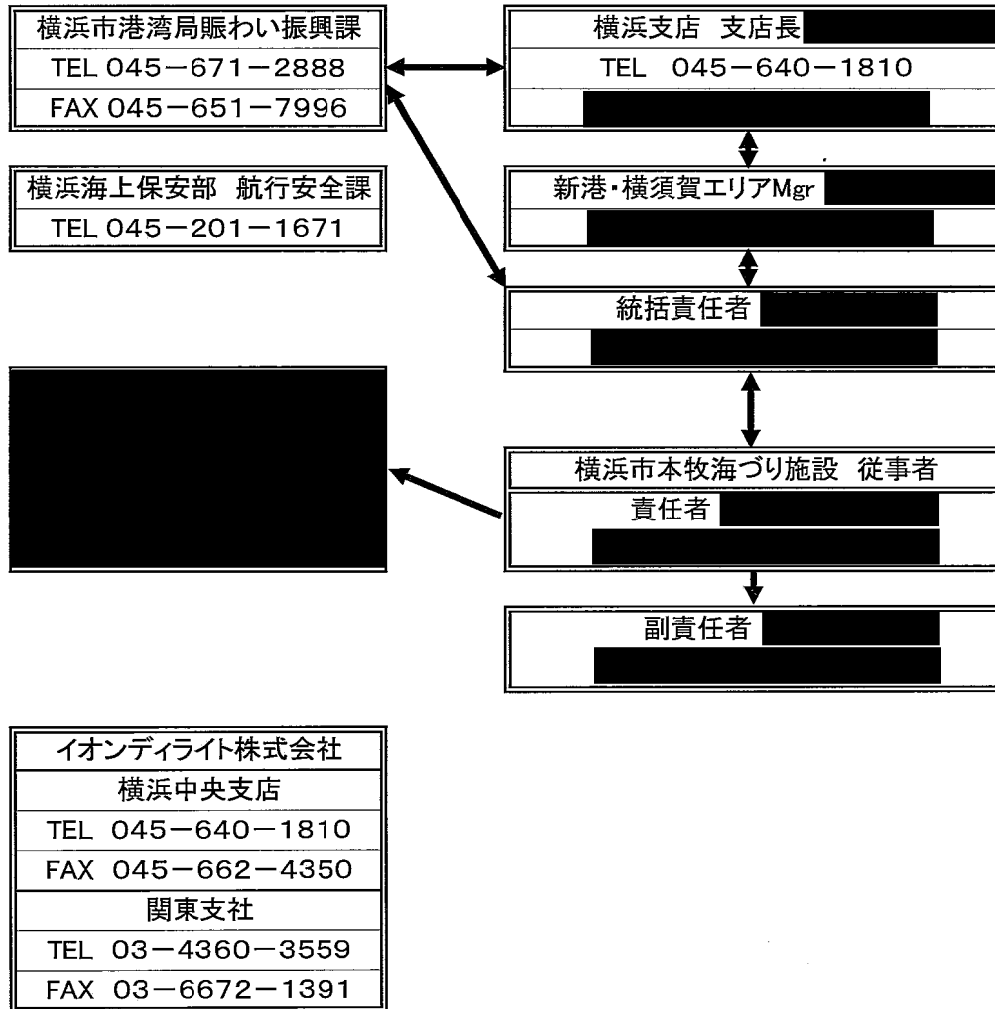 横浜市港湾局賑わい振興課
TEL 045-671-2888
FAX 045-651-7996
横浜海上保安部 航行安全課
TEL 045-201-1671
横浜支店 支店長
TEL 045-640-1810
新港・横須賀エリアMgr
統括責任者
横浜市本牧海づり施設 従事者
責任者
副責任者
イオンディライト株式会社
横浜中央支店
TEL 045-640-1810
FAX 045-662-4350
関東支社
TEL 03-4360-3559
FAX 03-6672-1391